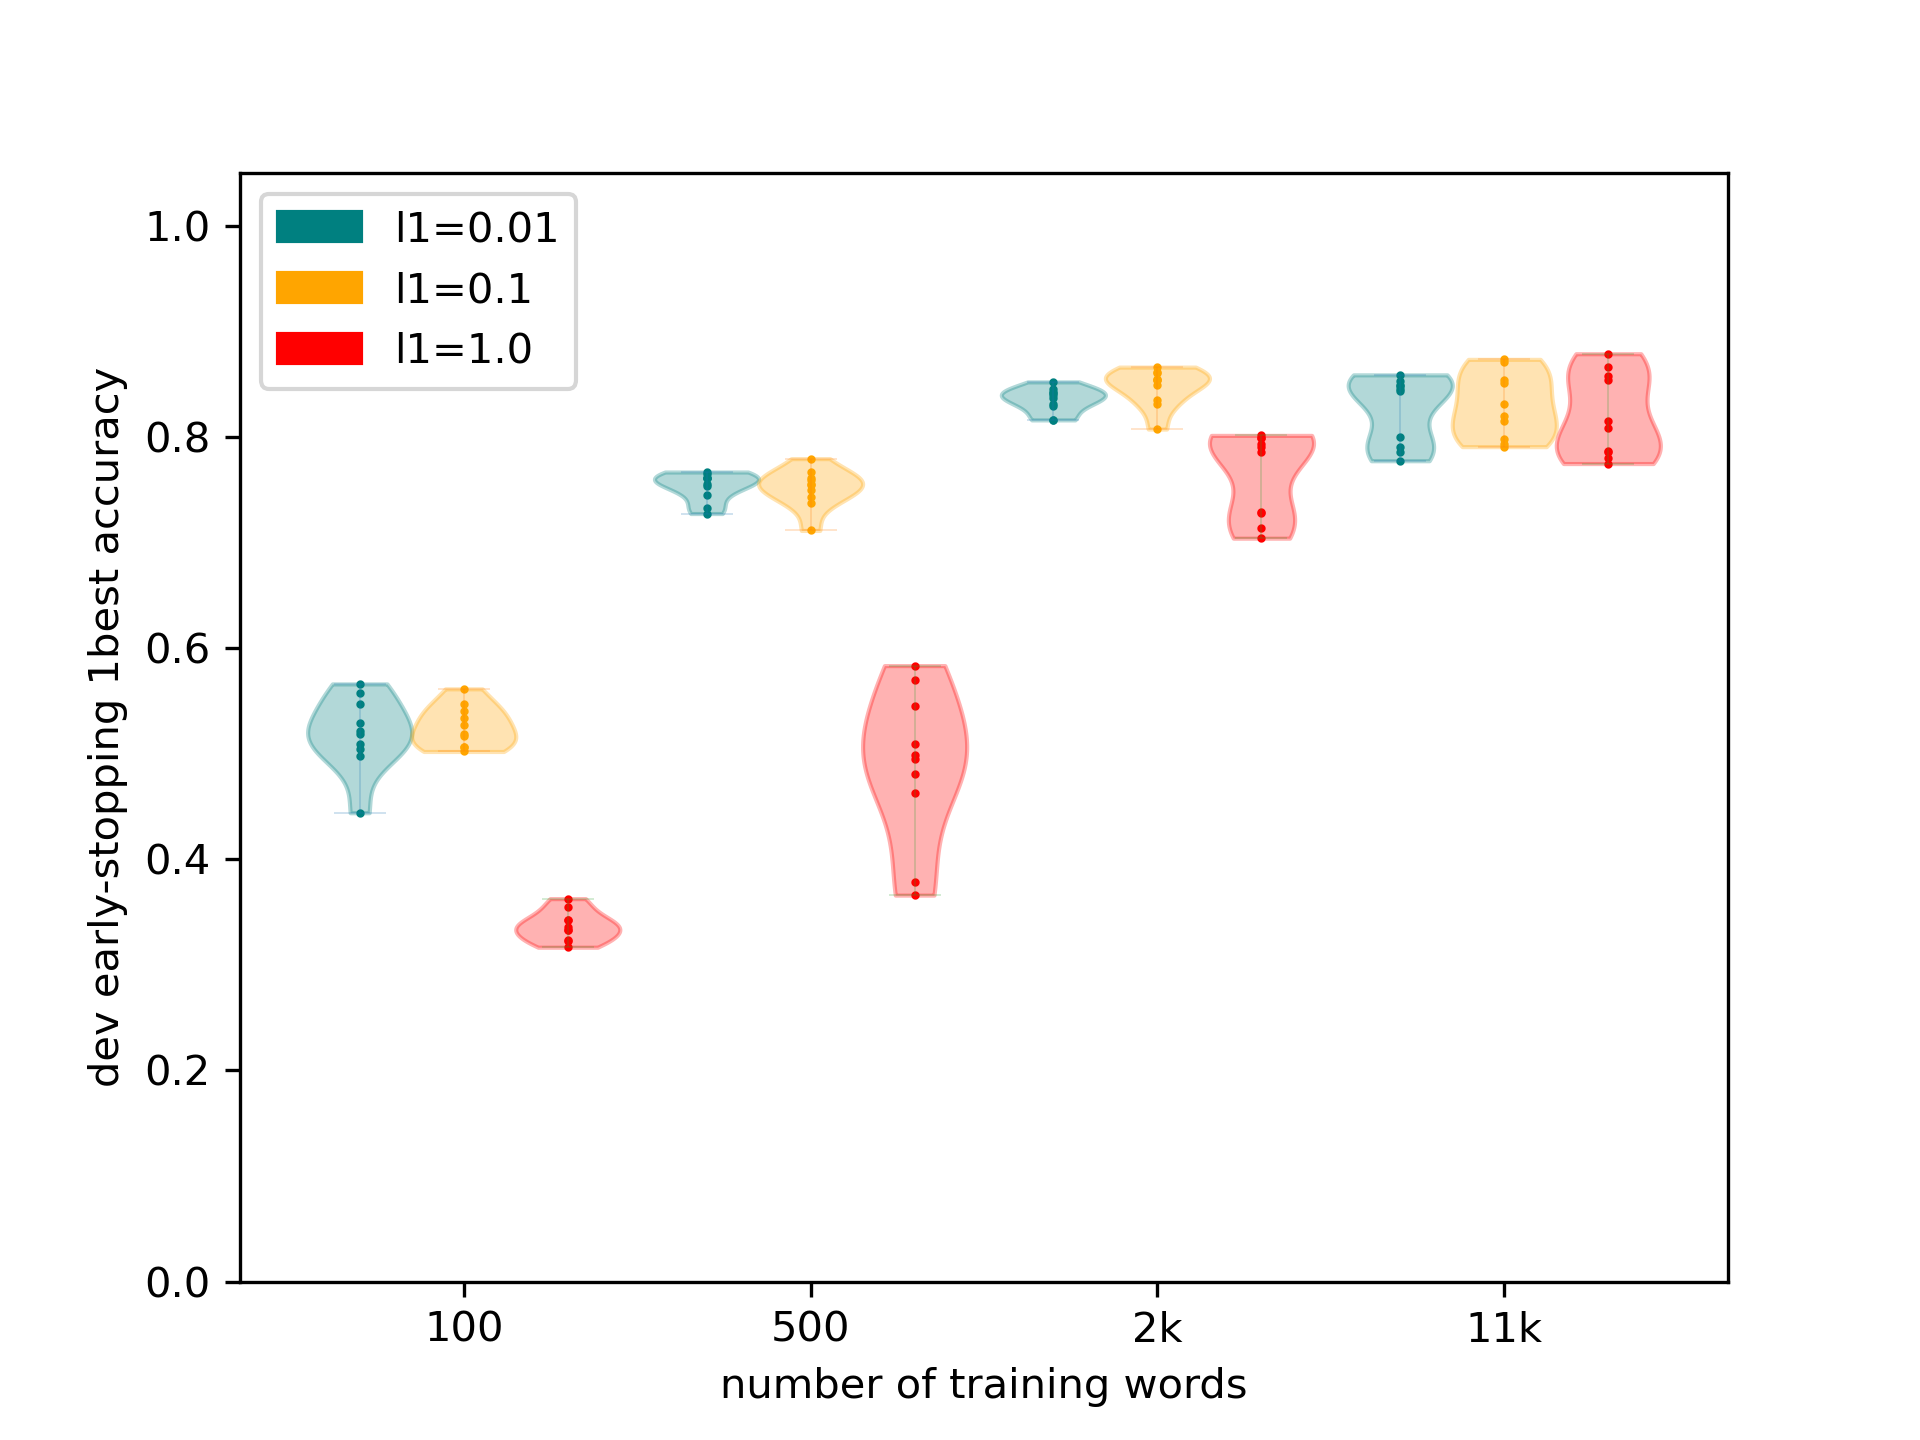 l1=0.01
l1=0.1
l1=1.0
dev early-stopping 1best accuracy
1.0
0.8
0.6
0.4
0.2
0.0
100 500 2k 11k
number of training words